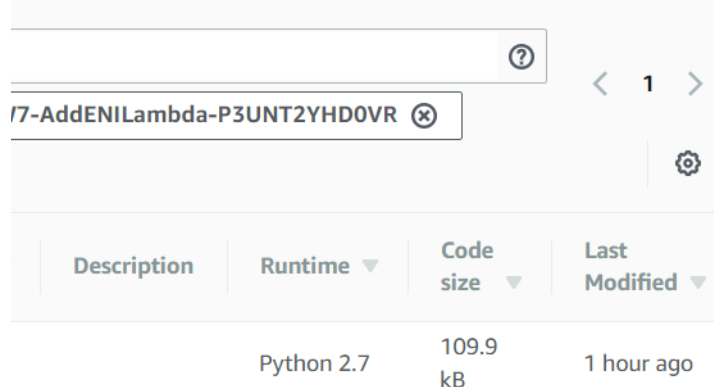 1
/7-AddENILambda-P3UNT2YHD0VR
Description
Runtime
Code
size
Last
Modified
Python 2.7
109.9
kB
1 hour ago